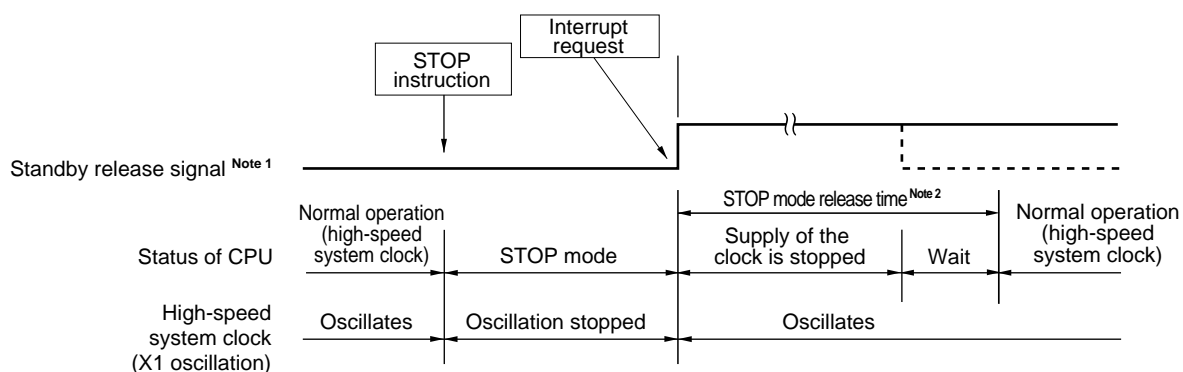 Interrupt
request
STOP
instruction
Standby release signal Note 1
STOP mode release time Note 2
Normal operation
(high-speed
system clock)
Status of CPU
STOP mode
Supply of the
clock is stopped
Wait
Normal operation
(high-speed
system clock)
High-speed
system clock
(X1 oscillation)
Oscillates
Oscillation stopped
Oscillates